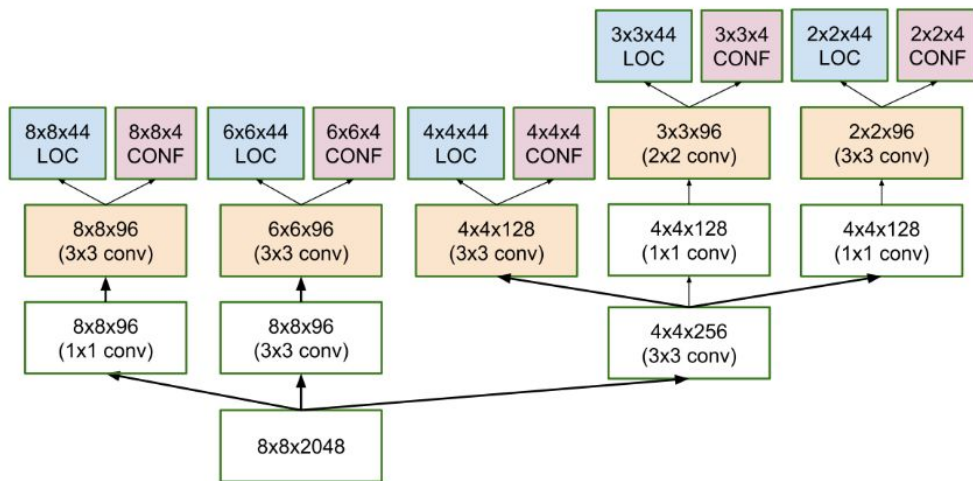 3x3x44
LOC
3x3x4
CONF
2x2x44
LOC
2x2x4
CONF
8x8x44
LOC
8x8x4
CONF
6x6x44
LOC
6x6x4
CONF
4x4x44
LOC
4x4x4
CONF
3x3x96
(2x2 conv)
2x2x96
(3x3 conv)
8x8x96
(3x3 conv)
6x6x96
(3x3 conv)
4x4x128
(3x3 conv)
4x4x128
(1x1 conv)
4x4x128
(1x1 conv)
8x8x96
(1x1 conv)
8x8x96
(3x3 conv)
4x4x256
(3x3 conv)
8x8x2048